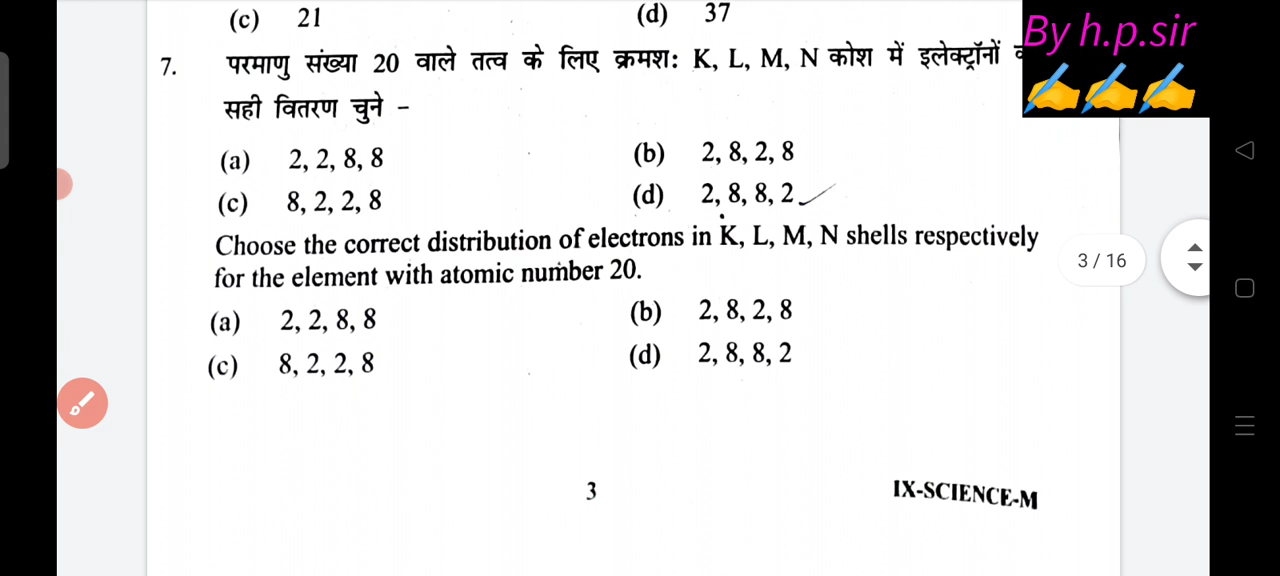 (c) 21 (d) 37
By h.p.sir
7. परमाणु संख्या 20 वाले तत्व के लिए क्रमश: K, L, M, N कोश में इलेक्ट्रॉनों
सही वितरण चुने -
(a) 2, 2, 8, 8 (b) 2, 8, 2, 8
(c) 8, 2, 2, 8 (d) 2, 8, 8, 2
Choose the correct distribution of electrons in K, L, M, N shells respectively
for the element with atomic number 20.
3 / 16
(a) 2, 2, 8, 8 (b) 2, 8, 2, 8
(c) 8, 2, 2, 8 (d) 2, 8, 8, 2
3 IX-SCIENCE-M